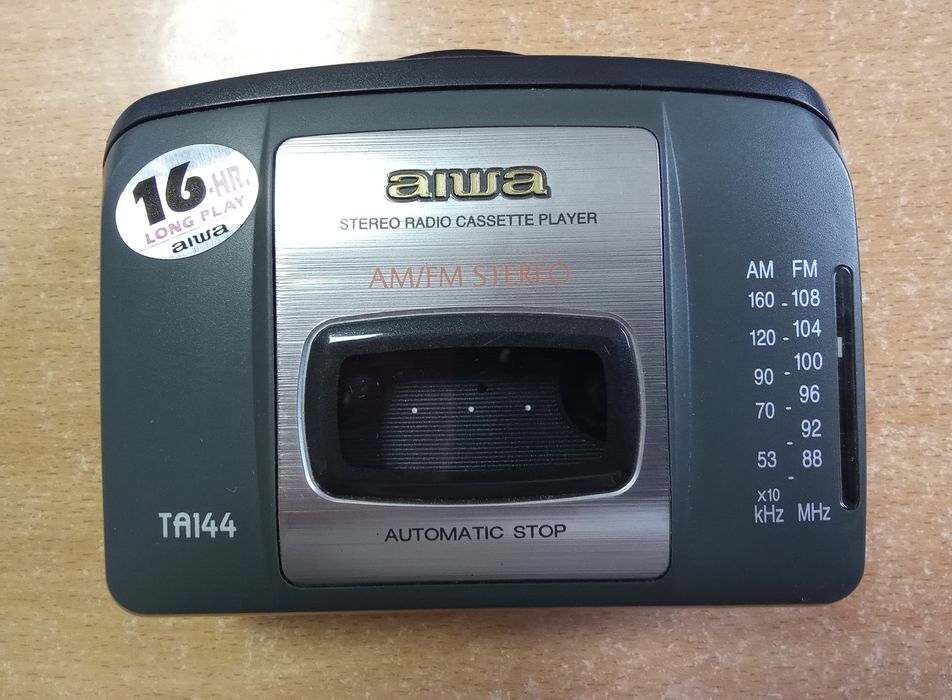 16-HR.
LONG PLAY
aiwa
aiwa
STEREO RADIO CASSETTE PLAYER
AM/FM STEREO
AUTOMATIC STOP
TA144
AM FM
160 - 108
120 - 104
- 100
90
70 - 96
- 92
53 88
-
x10
kHz MHz